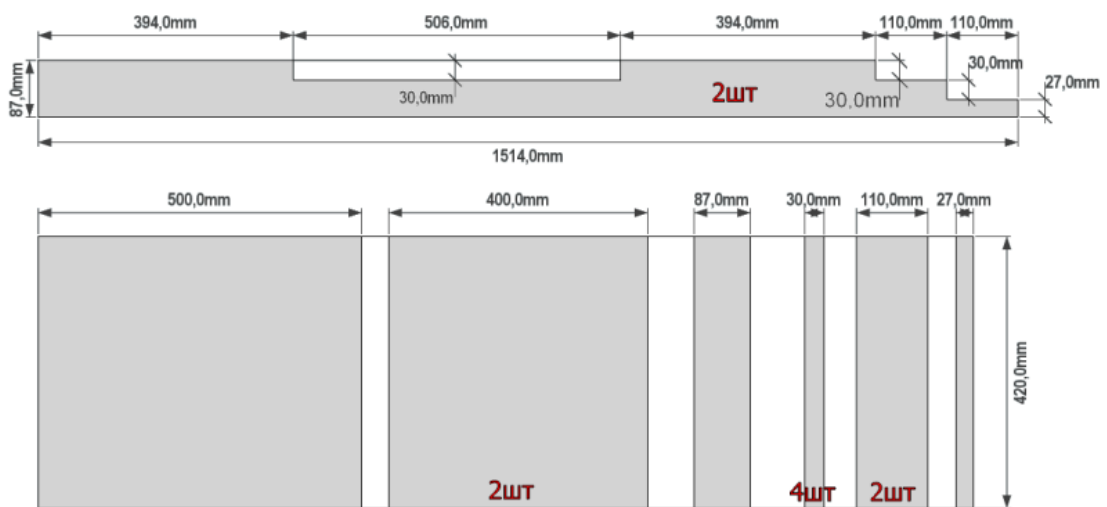 394,0mm 506,0mm 394,0mm 110,0mm 110,0mm
87,0mm 30,0mm 2шт 30,0mm 30,0mm 27,0mm
1514,0mm
500,0mm 400,0mm 87,0mm 30,0mm 110,0mm 27,0mm
420,0mm
2шт 4шт 2шт